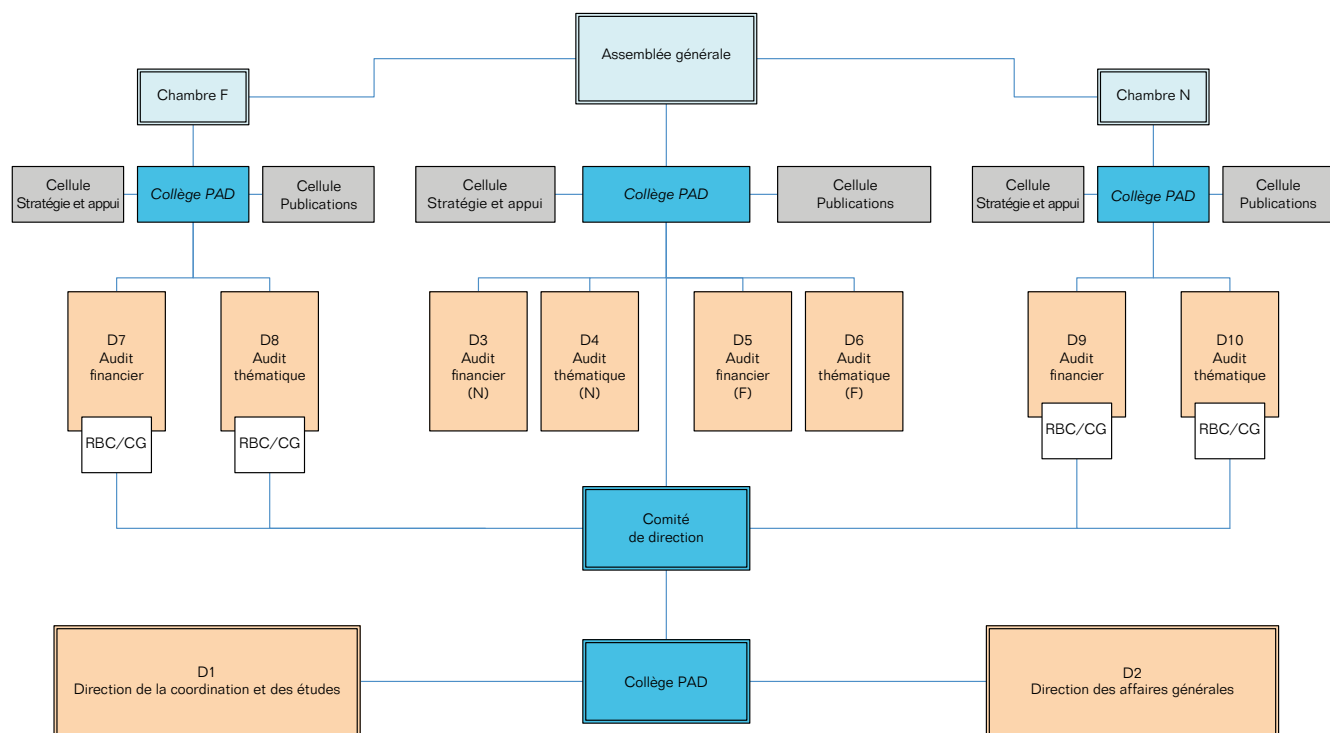 Assemblée générale
Chambre F
Chambre N
Cellule
Stratégie et appui
Collège PAD
Cellule
Publications
Cellule
Stratégie et appui
Collège PAD
Cellule
Publications
Cellule
Stratégie et appui
Collège PAD
Cellule
Publications
D7
Audit
financier
D8
Audit
thématique
D3
Audit
financier
(N)
D4
Audit
thématique
(N)
D5
Audit
financier
(F)
D6
Audit
thématique
(F)
D9
Audit
financier
D10
Audit
thématique
RBC/CG
RBC/CG
RBC/CG
RBC/CG
Comité
de direction
D1
Direction de la coordination et des études
Collège PAD
D2
Direction des affaires générales